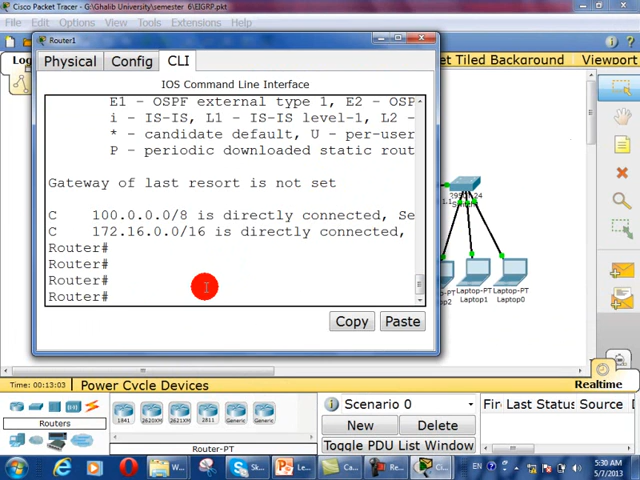 Cisco Packet Tracer - G:\Ghalib University\semester 6\EIGRP.pkt
File Edit Tools Extensions Help
Router1
Physical Config CLI
Set Tiled Background Viewport
IOS Command Line Interface
E1 - OSPF external type 1, E2 - OSP
i - IS-IS, L1 - IS-IS level-1, L2 -
* - candidate default, U - per-user
P - periodic downloaded static rout
Gateway of last resort is not set
C 100.0.0.0/8 is directly connected, Se
C 172.16.0.0/16 is directly connected,
Router#
Router#
Router#
Router#
Copy Paste
Laptop-PT Laptop-PT
Laptop1 Laptop0
Time: 00:13:03 Power Cycle Devices Realtime
Routers
1841 2620XM 2621XM 2811 Generic Generic
Router-PT
Scenario 0
New Delete
Toggle PDU List Window
Fire Last Status Source
EN
5:30 AM
5/7/2013